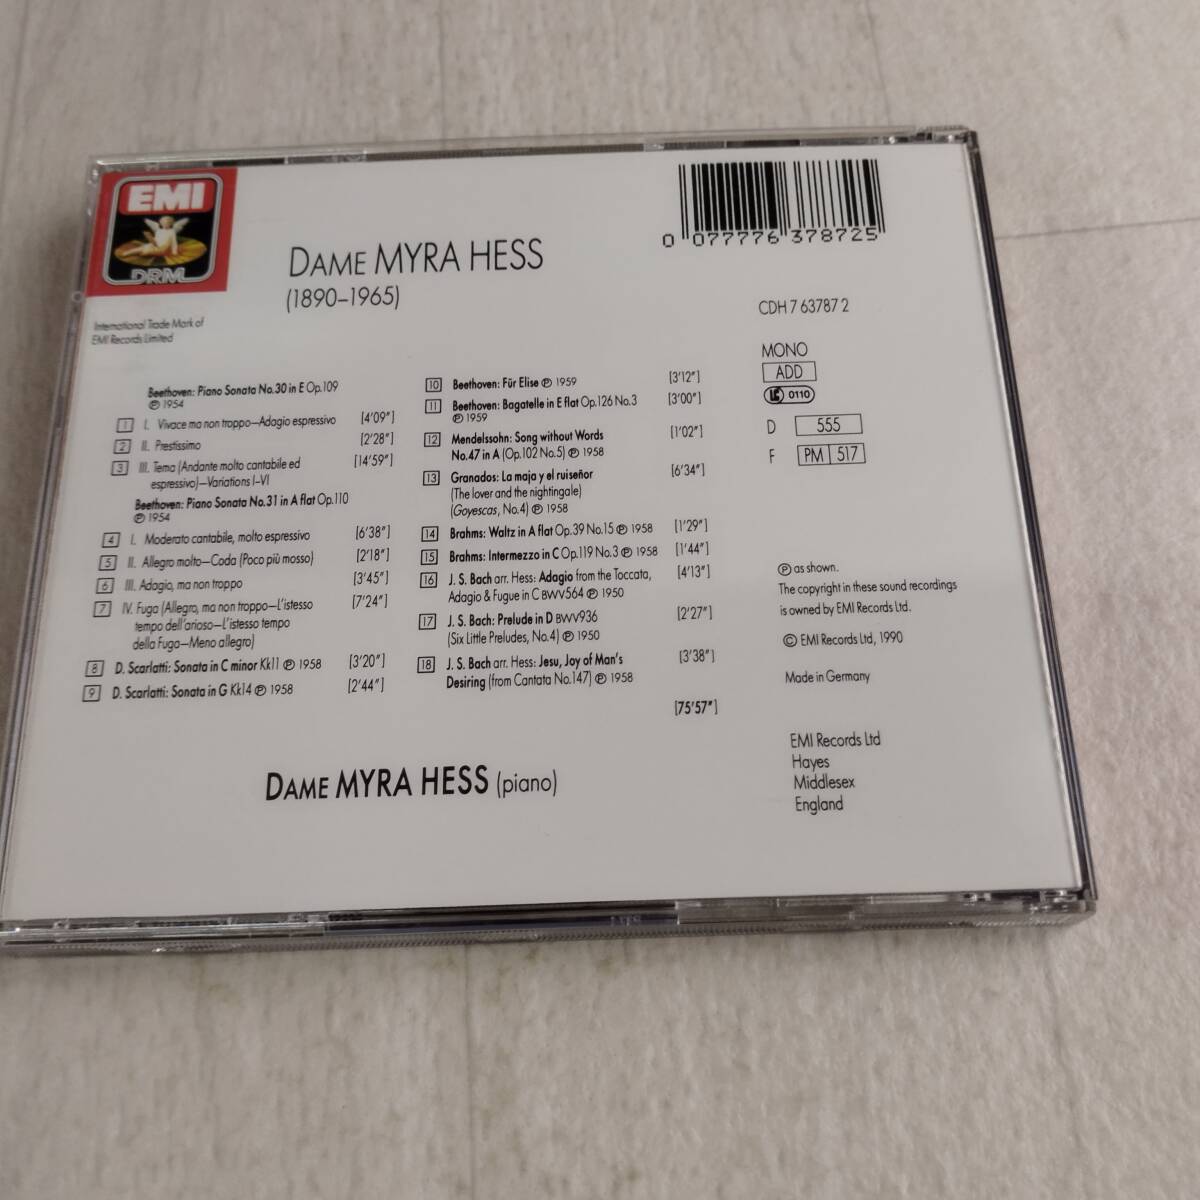 EMI
DRM
International Trade Mark of
EMI Records Limited
DAME MYRA HESS
(1890–1965)
0 077776 378725
CDH 7 63787 2
MONO
ADD
LC 0110
D 555
F PM 517
Beethoven: Piano Sonata No.30 in E Op.109
℗ 1954
1 I. Vivace ma non troppo—Adagio espressivo [4'09"]
2 II. Prestissimo [2'28"]
3 III. Tema (Andante molto cantabile ed [14'59"]
espressivo)—Variations I–VI
Beethoven: Piano Sonata No.31 in A flat Op.110
℗ 1954
4 I. Moderato cantabile, molto espressivo [6'38"]
5 II. Allegro molto—Coda (Poco più mosso) [2'18"]
6 III. Adagio, ma non troppo [3'45"]
7 IV. Fuga (Allegro, ma non troppo—L'istesso [7'24"]
tempo dell'arioso—L'istesso tempo
della Fuga—Meno allegro)
8 D. Scarlatti: Sonata in C minor Kk11 ℗ 1958 [3'20"]
9 D. Scarlatti: Sonata in G Kk14 ℗ 1958 [2'44"]
10 Beethoven: Für Elise ℗ 1959 [3'12"]
11 Beethoven: Bagatelle in E flat Op.126 No.3 [3'00"]
℗ 1959
12 Mendelssohn: Song without Words [1'02"]
No.47 in A (Op.102 No.5) ℗ 1958
13 Granados: La maja y el ruiseñor [6'34"]
(The lover and the nightingale)
(Goyescas, No.4) ℗ 1958
14 Brahms: Waltz in A flat Op.39 No.15 ℗ 1958 [1'29"]
15 Brahms: Intermezzo in C Op.119 No.3 ℗ 1958 [1'44"]
16 J. S. Bach arr. Hess: Adagio from the Toccata, [4'13"]
Adagio & Fugue in C BWV564 ℗ 1950
17 J. S. Bach: Prelude in D BWV936 [2'27"]
(Six Little Preludes, No.4) ℗ 1950
18 J. S. Bach arr. Hess: Jesu, Joy of Man's [3'38"]
Desiring (from Cantata No.147) ℗ 1958
[75'57"]
℗ as shown.
The copyright in these sound recordings
is owned by EMI Records Ltd.
© EMI Records Ltd, 1990
Made in Germany
EMI Records Ltd
Hayes
Middlesex
England
DAME MYRA HESS (piano)